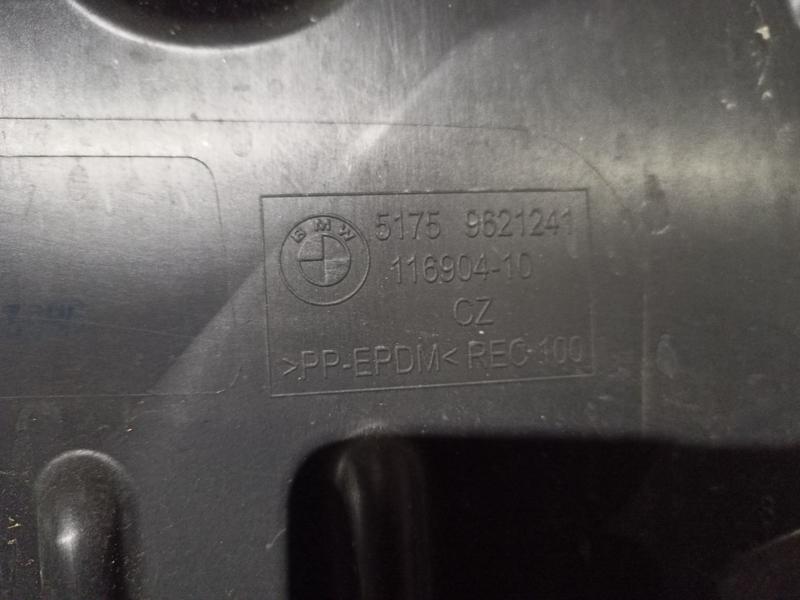 BMW
5175 9621241
116904-10
CZ
>PP-EPDM< REC 100